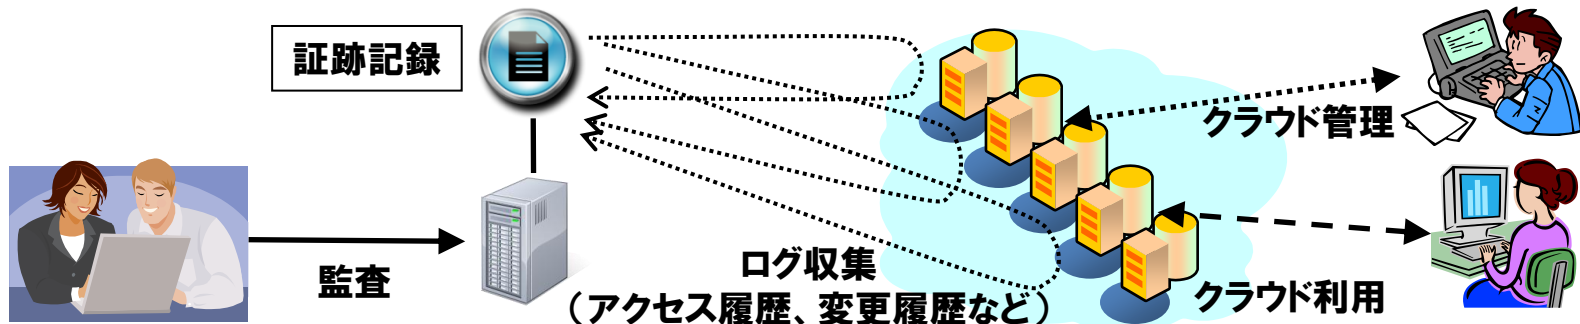 証跡記録
クラウド管理
監査
ログ収集
（アクセス履歴、変更履歴など）
クラウド利用